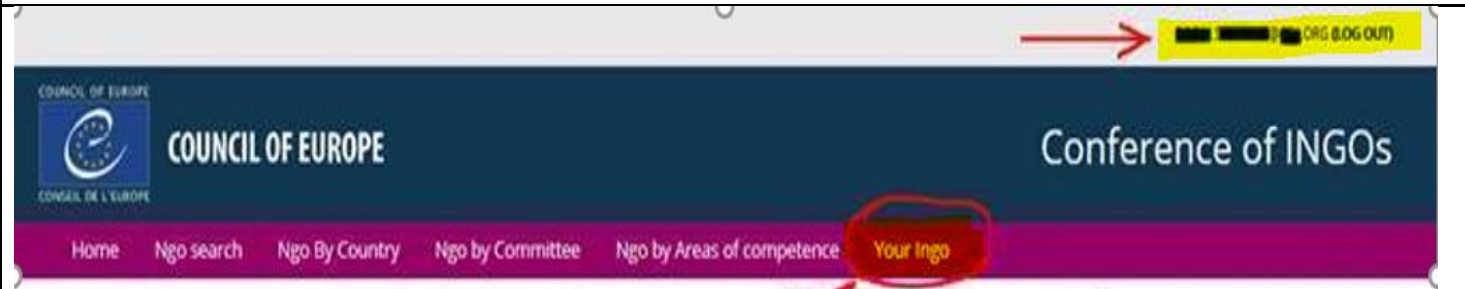 ORG (LOG OUT)
COUNCIL OF EUROPE
COUNCIL OF EUROPE
Conference of INGOs
CONSEIL DE L'EUROPE
Home Ngo search Ngo By Country Ngo by Committee Ngo by Areas of competence Your Ingo